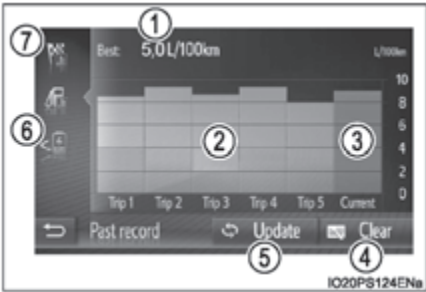 ① 
⑦ Best: 5,0 L/100km L/100km
10
8
⑥ ② ③ 6
4
2
0
Trip 1 Trip 2 Trip 3 Trip 4 Trip 5 Current
Past record Update Clear
⑤ ④
IO20PS124ENa